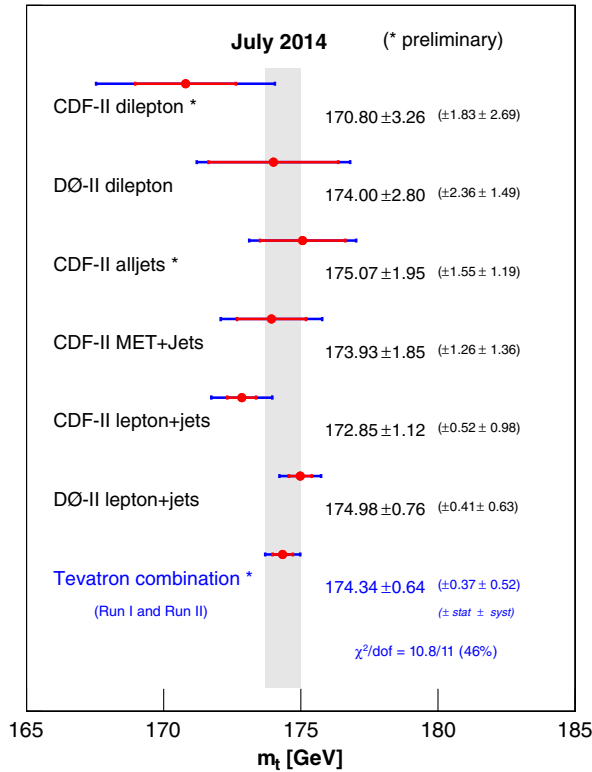 July 2014 (* preliminary)
CDF-II dilepton * 170.80 ±3.26 (±1.83 ± 2.69)
DØ-II dilepton 174.00 ±2.80 (±2.36 ± 1.49)
CDF-II alljets * 175.07 ±1.95 (±1.55 ± 1.19)
CDF-II MET+Jets 173.93 ±1.85 (±1.26 ± 1.36)
CDF-II lepton+jets 172.85 ±1.12 (±0.52 ± 0.98)
DØ-II lepton+jets 174.98 ±0.76 (±0.41 ± 0.63)
Tevatron combination * 174.34 ±0.64 (±0.37 ± 0.52)
(Run I and Run II) (± stat ± syst)
χ²/dof = 10.8/11 (46%)
165 170 175 180 185
mₜ [GeV]